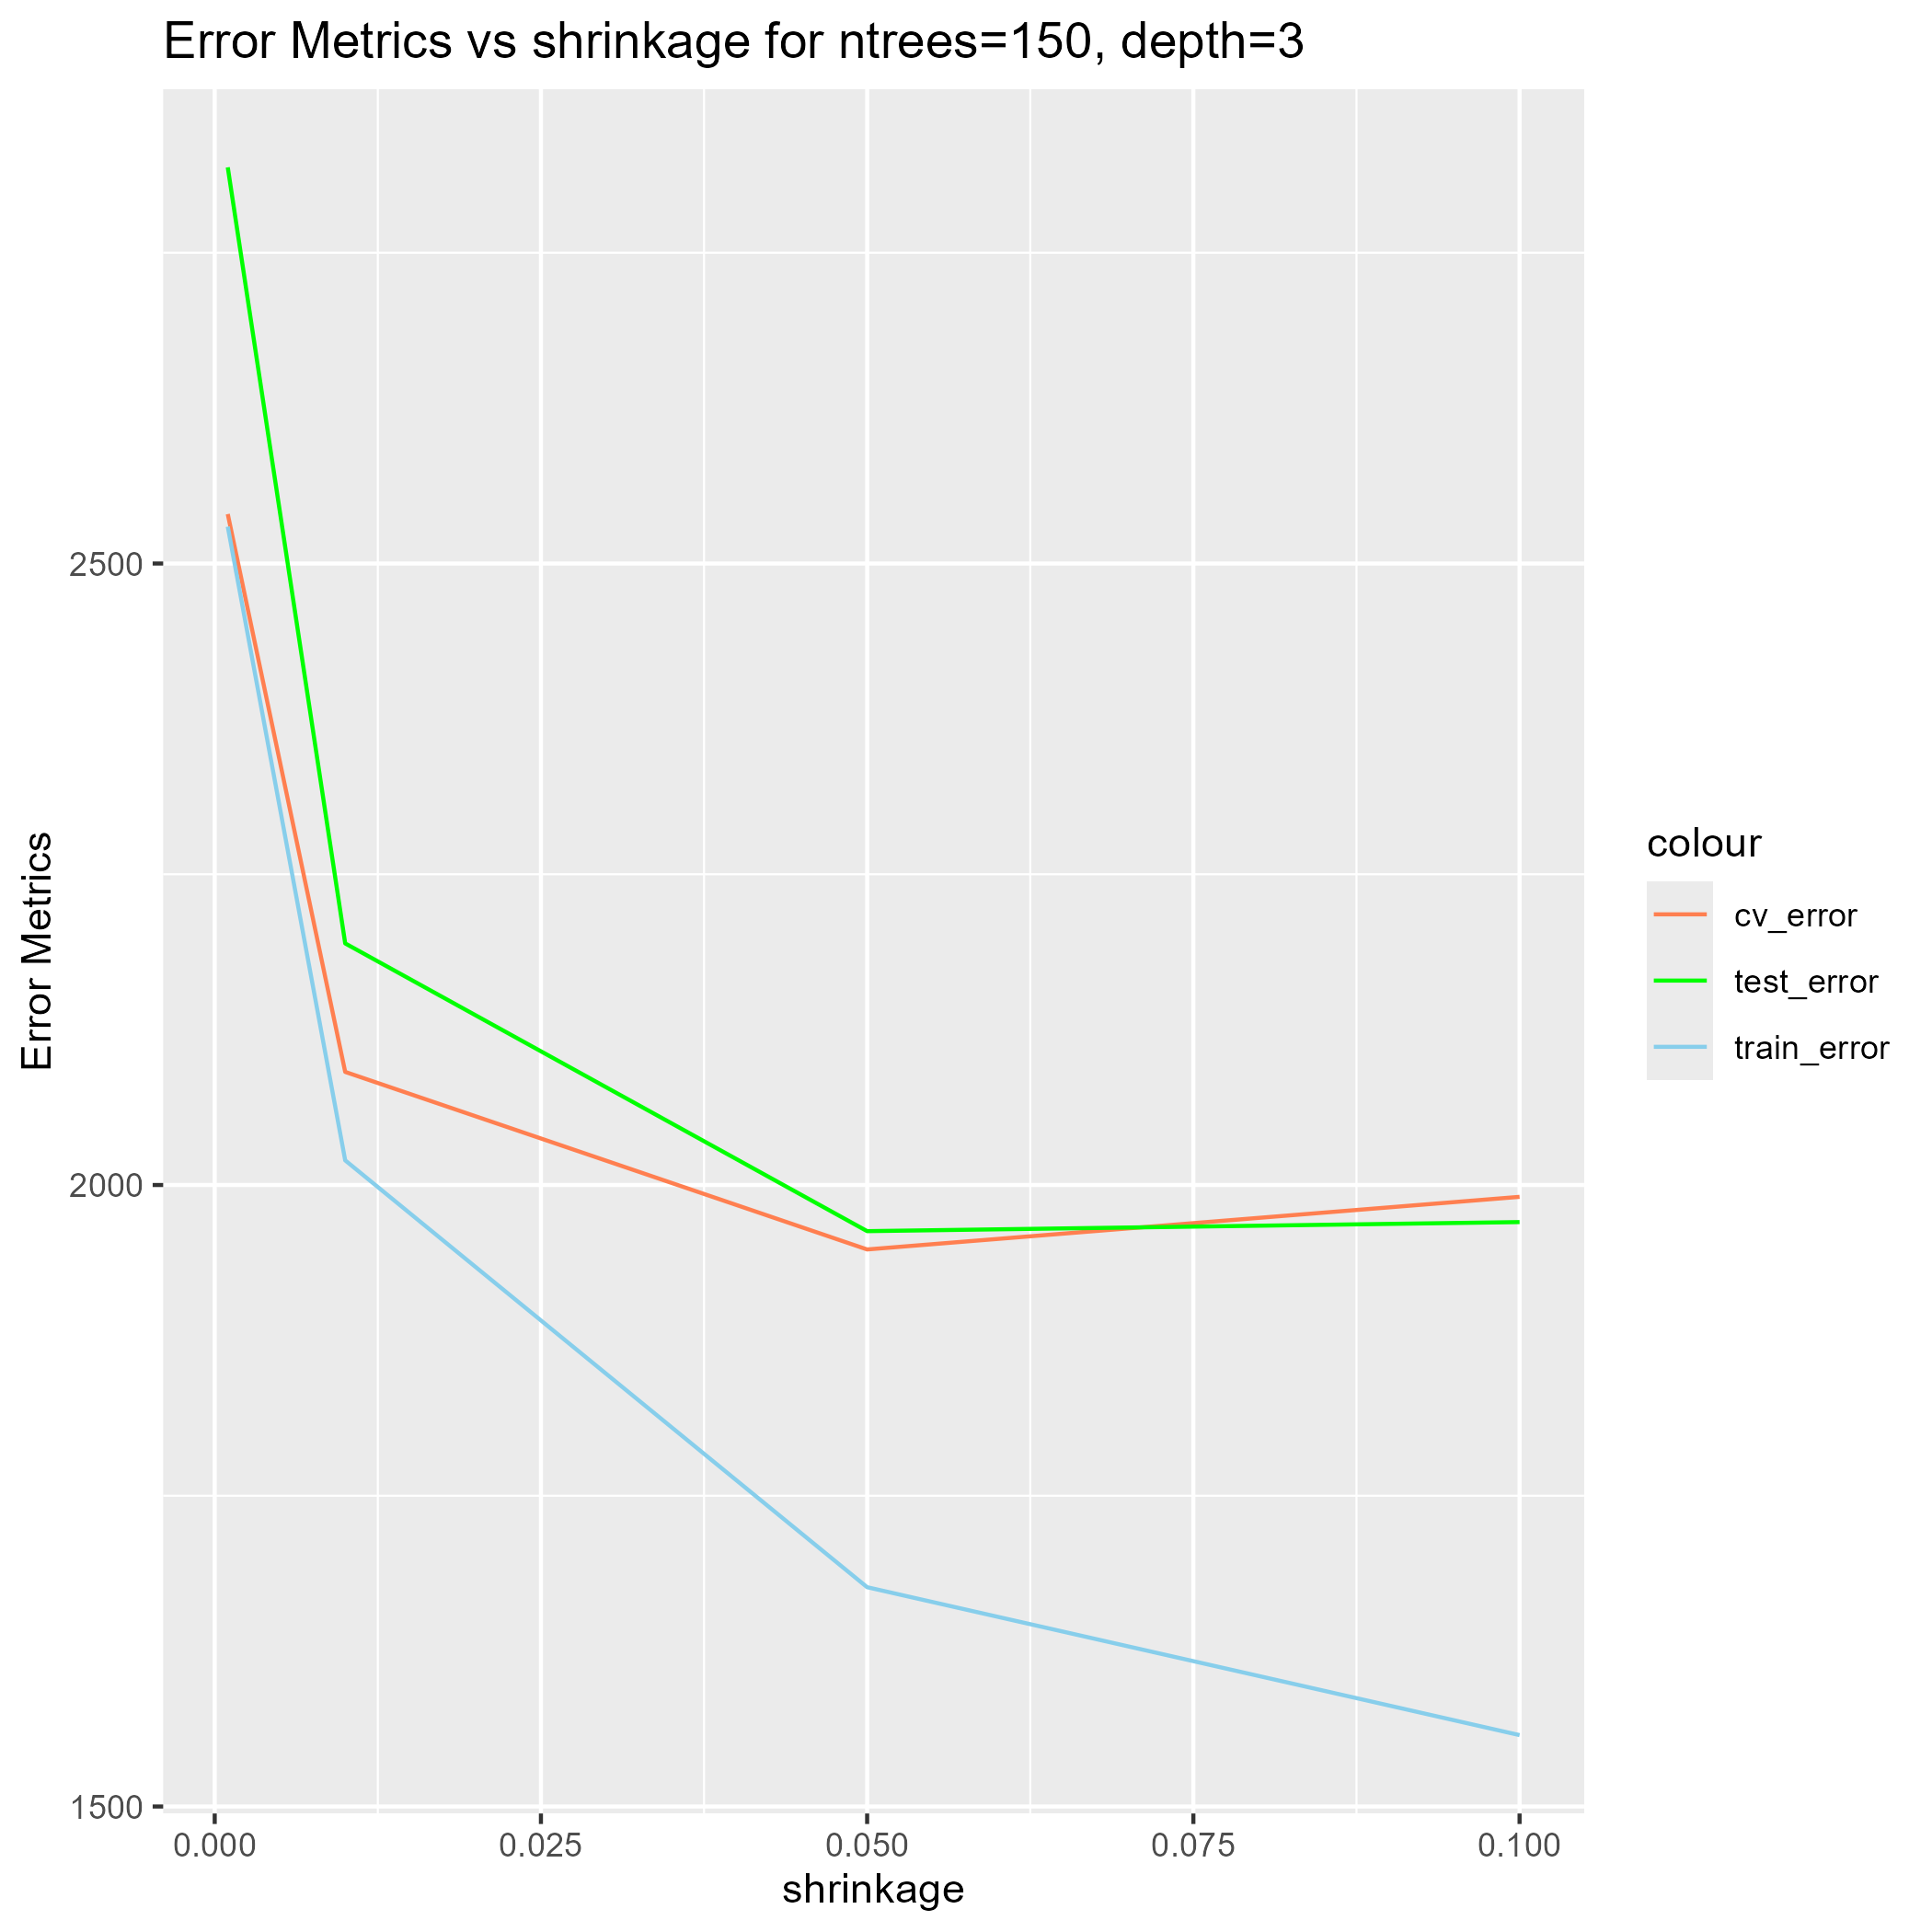 Error Metrics vs shrinkage for ntrees=150, depth=3
Error Metrics
2500
2000
1500
0.000 0.025 0.050 0.075 0.100
shrinkage
colour
cv_error
test_error
train_error